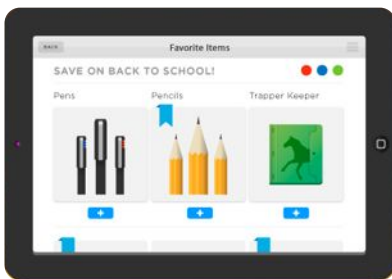 BACK
Favorite Items
SAVE ON BACK TO SCHOOL!
Pens
Pencils
Trapper Keeper